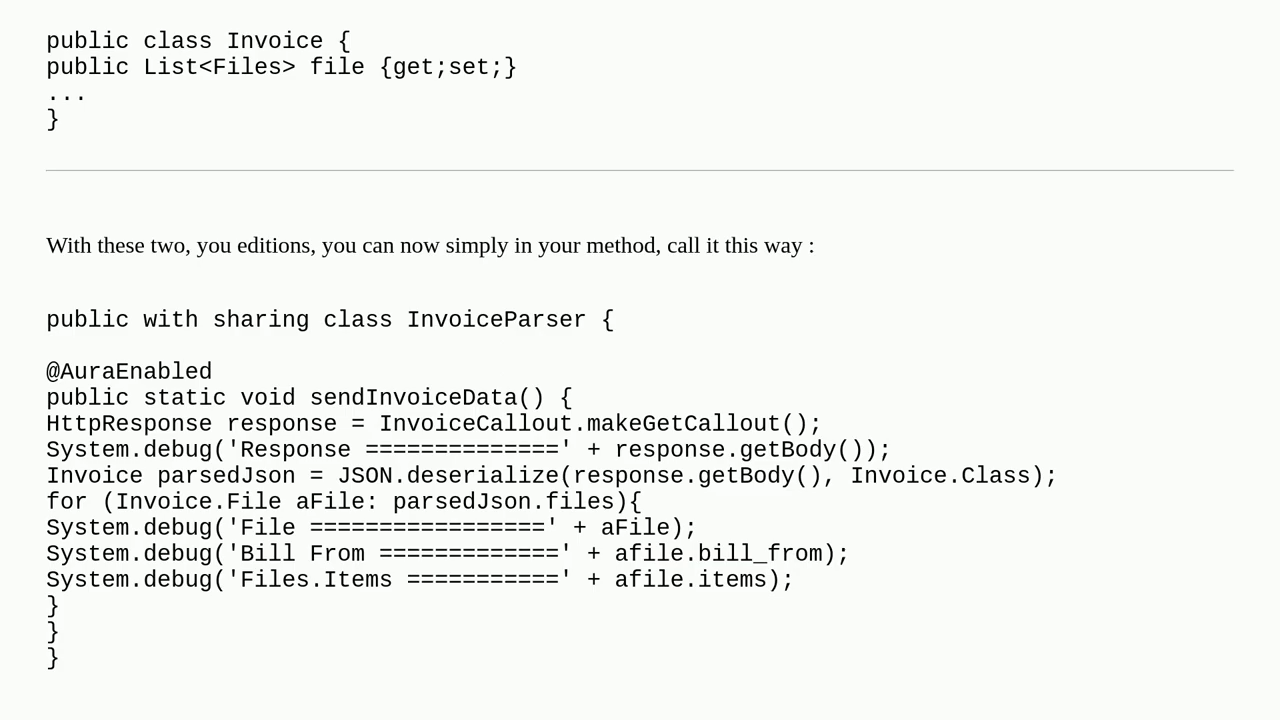 public class Invoice {
public List<Files> file {get;set;}
...
}
With these two, you editions, you can now simply in your method, call it this way :
public with sharing class InvoiceParser {
@AuraEnabled
public static void sendInvoiceData() {
HttpResponse response = InvoiceCallout.makeGetCallout();
System.debug('Response ==============' + response.getBody());
Invoice parsedJson = JSON.deserialize(response.getBody(), Invoice.Class);
for (Invoice.File aFile: parsedJson.files){
System.debug('File =================' + aFile);
System.debug('Bill From =============' + afile.bill_from);
System.debug('Files.Items ===========' + afile.items);
}
}
}